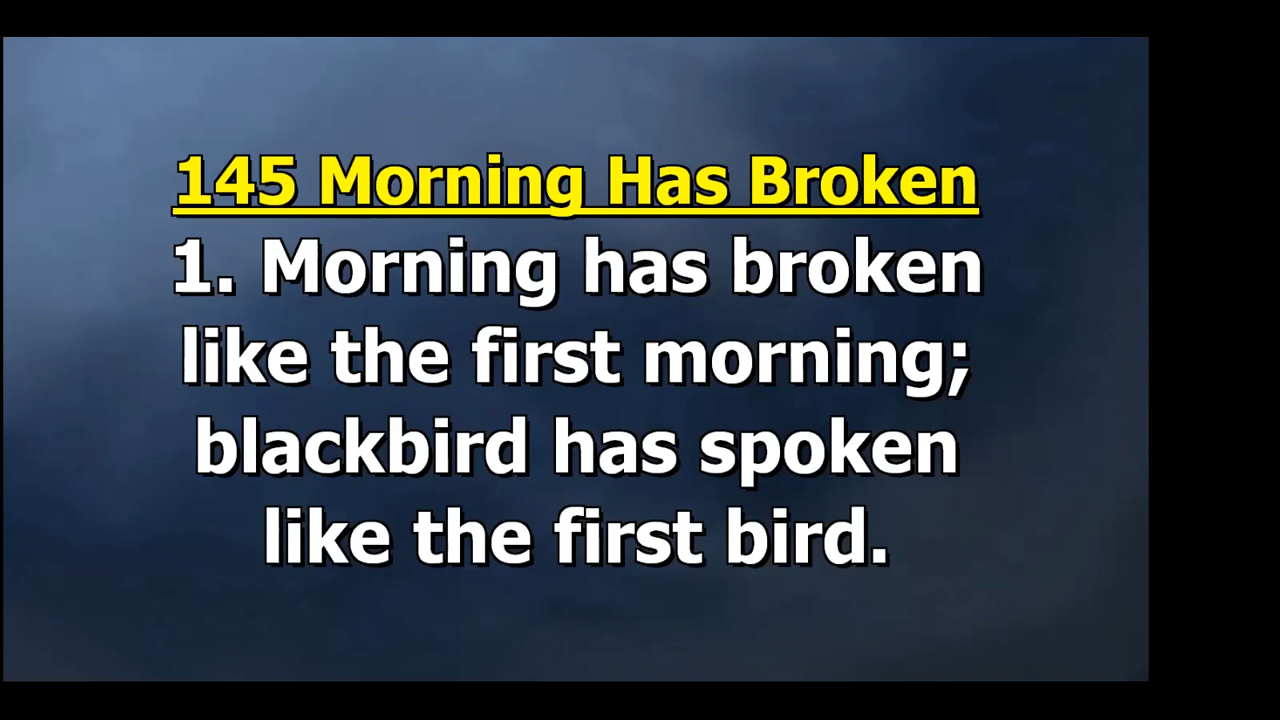 145 Morning Has Broken
1. Morning has broken
like the first morning;
blackbird has spoken
like the first bird.